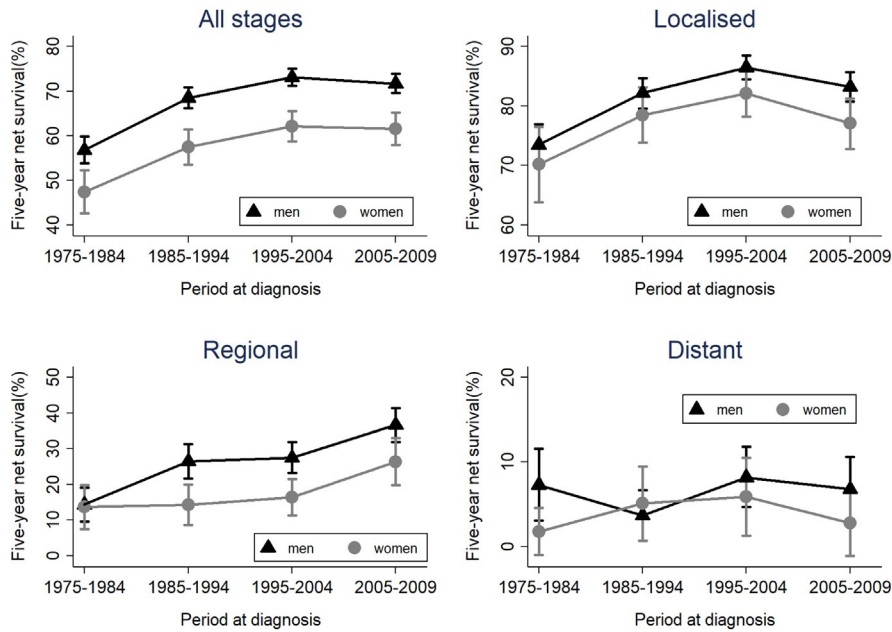 All stages
Five-year net survival(%)
80
70
60
50
40
men women
1975-1984 1985-1994 1995-2004 2005-2009
Period at diagnosis
Localised
Five-year net survival(%)
90
80
70
60
men women
1975-1984 1985-1994 1995-2004 2005-2009
Period at diagnosis
Regional
Five-year net survival(%)
50
40
30
20
10
0
men women
1975-1984 1985-1994 1995-2004 2005-2009
Period at diagnosis
Distant
Five-year net survival(%)
20
10
0
men women
1975-1984 1985-1994 1995-2004 2005-2009
Period at diagnosis